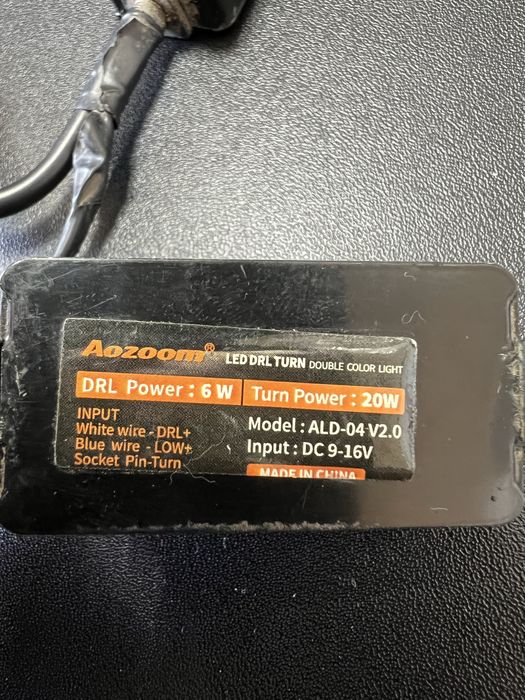 Aozoom® LED DRL TURN DOUBLE COLOR LIGHT
DRL Power : 6 W Turn Power : 20W
INPUT
White wire - DRL+
Blue wire - LOW+
Socket Pin-Turn
Model : ALD-04 V2.0
Input : DC 9-16V
MADE IN CHINA